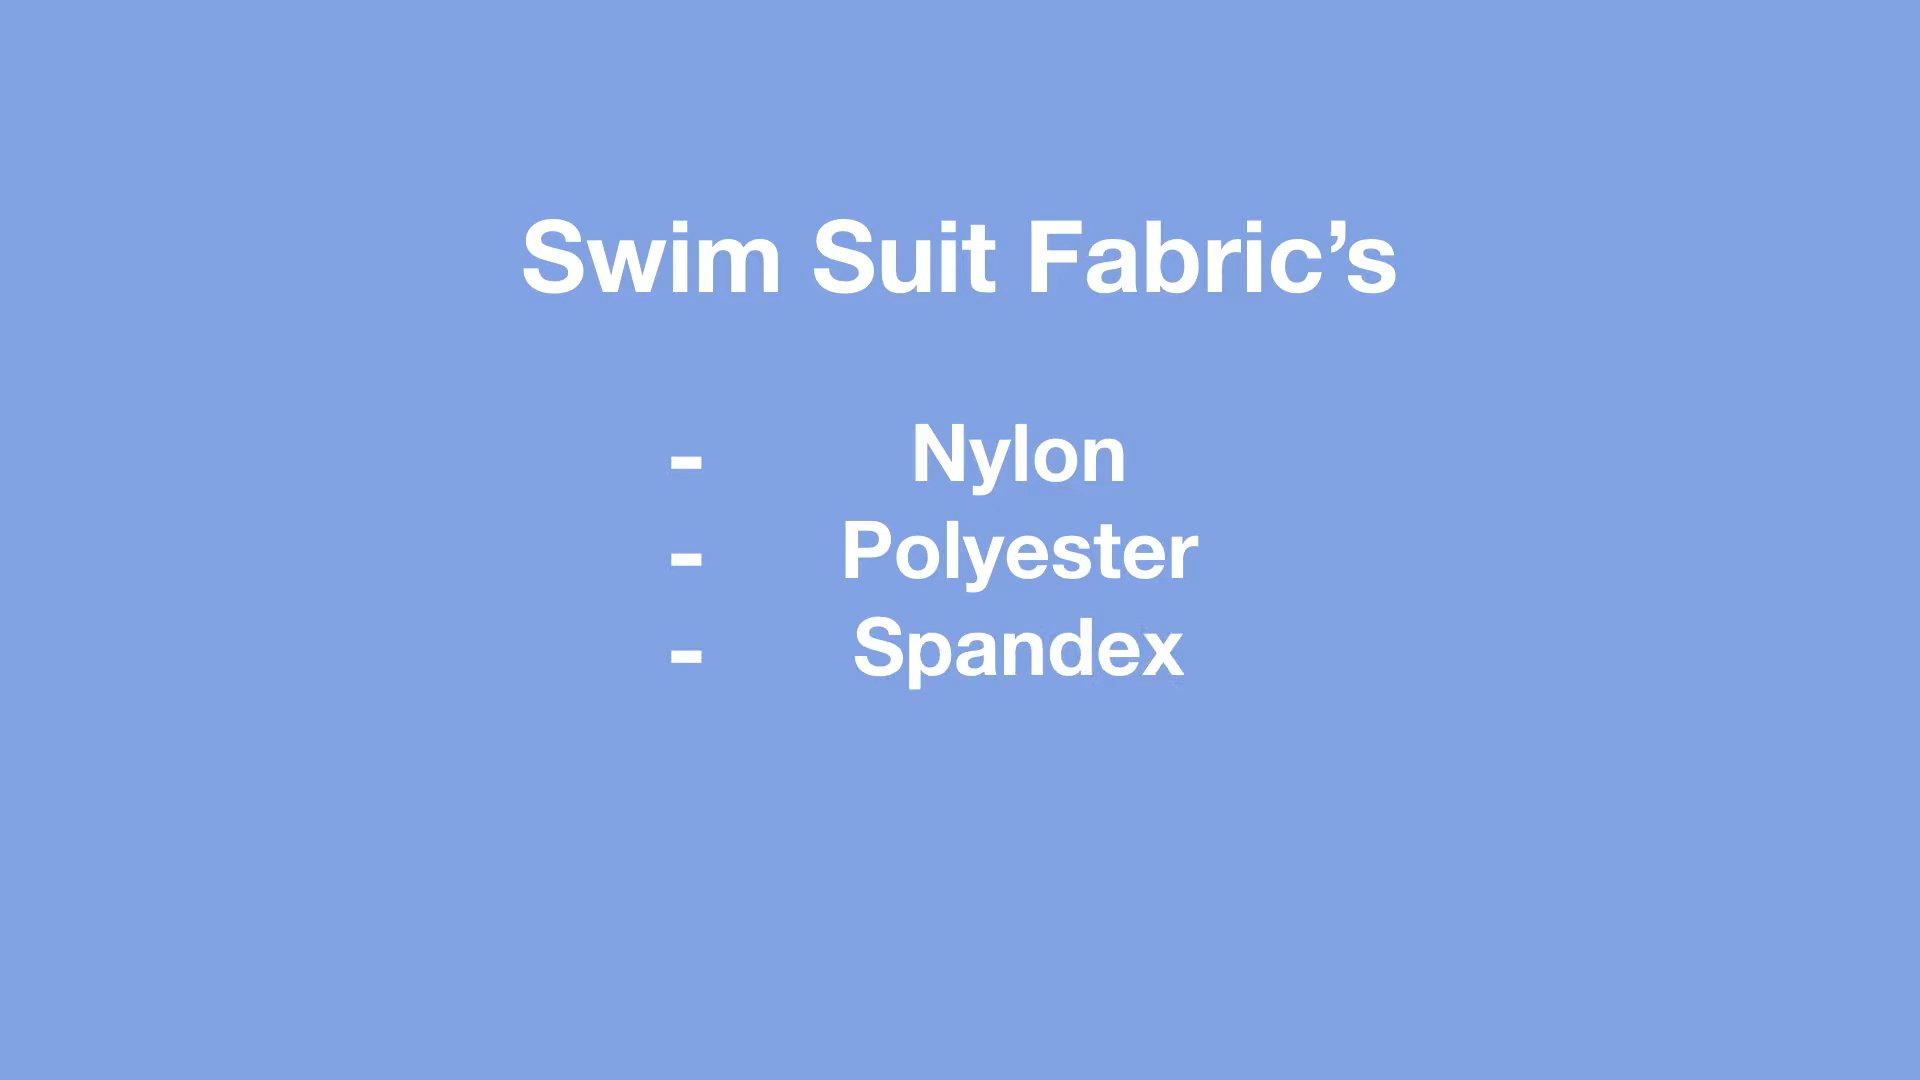 Swim Suit Fabric’s
- Nylon
- Polyester
- Spandex